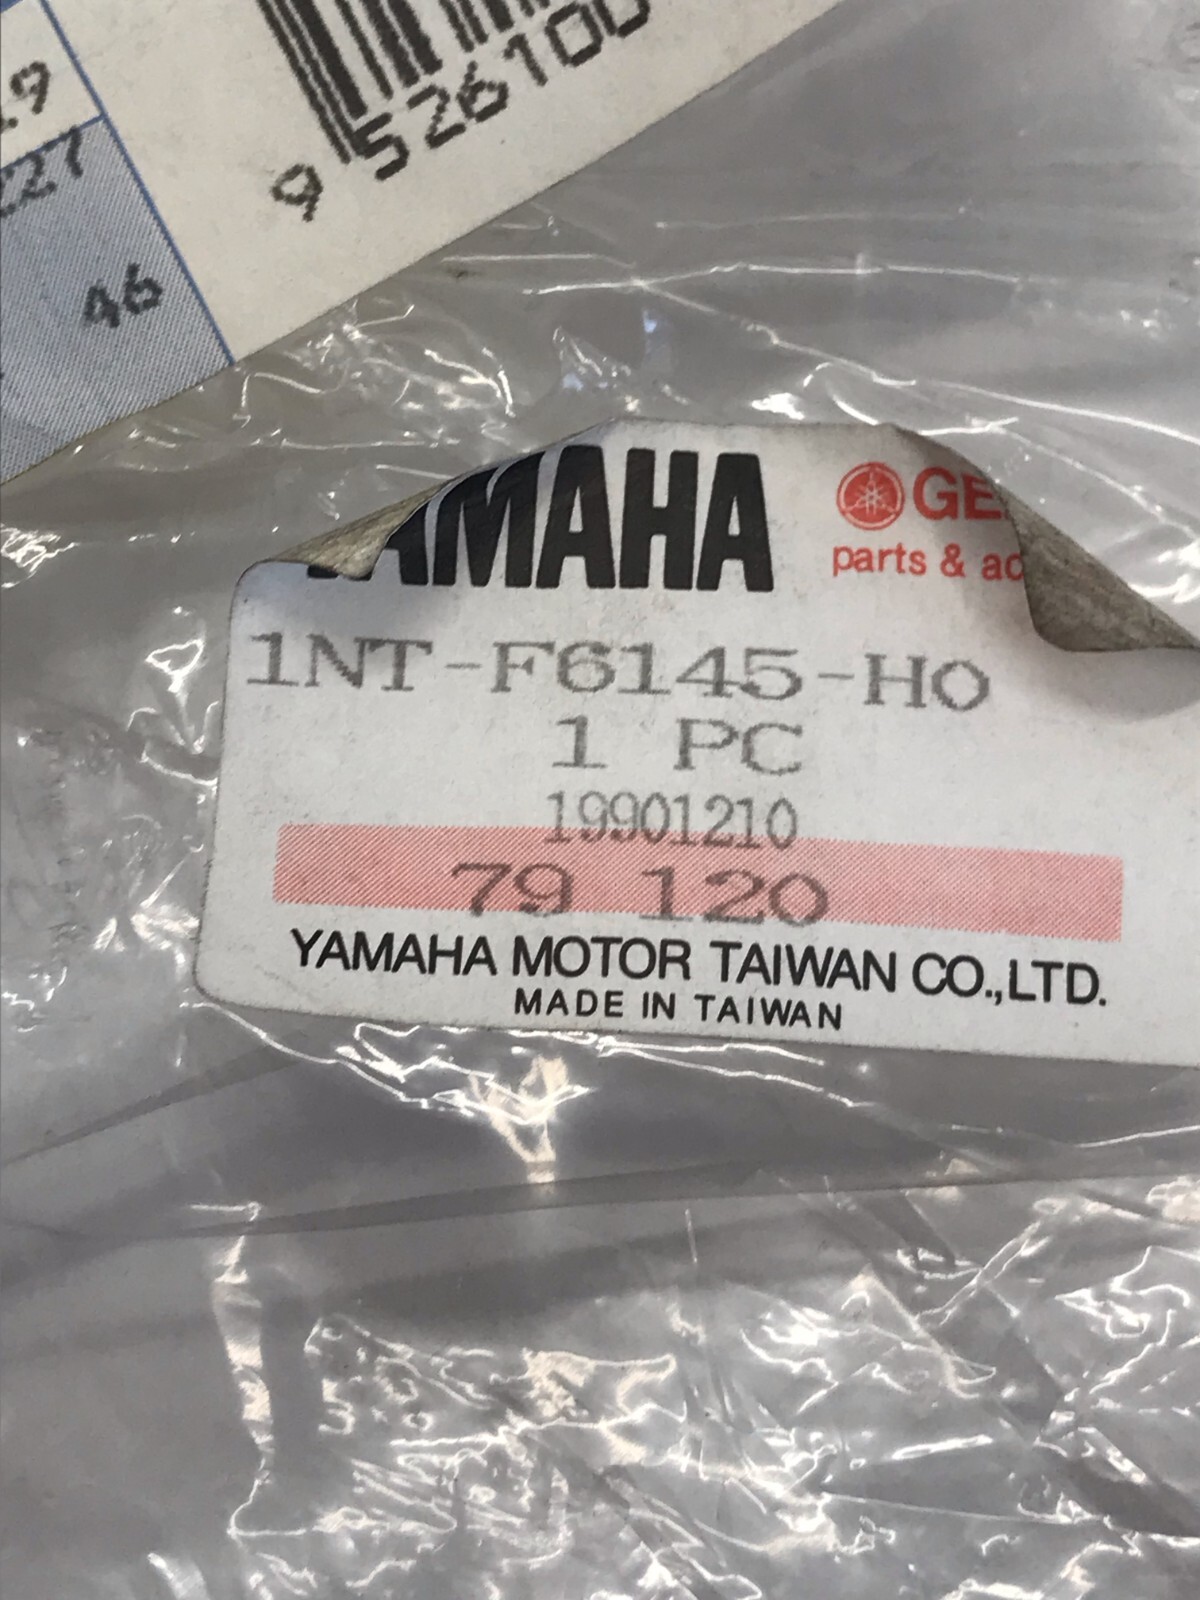 227
46
9 526100
YAMAHA
GE
parts & ac
1NT-F6145-H0
1 PC
19901210
79 120
YAMAHA MOTOR TAIWAN CO.,LTD.
MADE IN TAIWAN